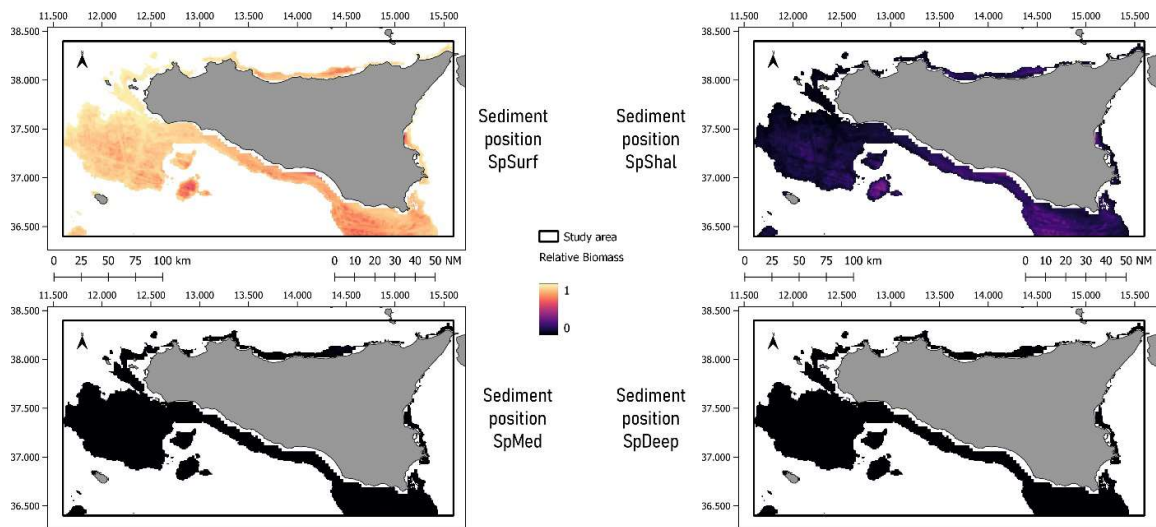 11.500 12.000 12.500 13.000 13.500 14.000 14.500 15.000 15.500
38.500
38.000
37.500
37.000
36.500
Sediment
position
SpSurf
11.500 12.000 12.500 13.000 13.500 14.000 14.500 15.000 15,500
38.500
38.000
37.500
37.000
36.500
Sediment
position
SpShal
Study area
Relative Biomass
1
0
0 25 50 75 100 km
0 10 20 30 40 50 NM
0 25 50 75 100 km
0 10 20 30 40 50 NM
11.500 12.000 12.500 13.000 13.500 14.000 14.500 15.000 15.500
38.500
38.000
37.500
37.000
36.500
Sediment
position
SpMed
11.500 12.000 12.500 13.000 13.500 14.000 14.500 15.000 15,500
38.500
38.000
37.500
37.000
36.500
Sediment
position
SpDeep